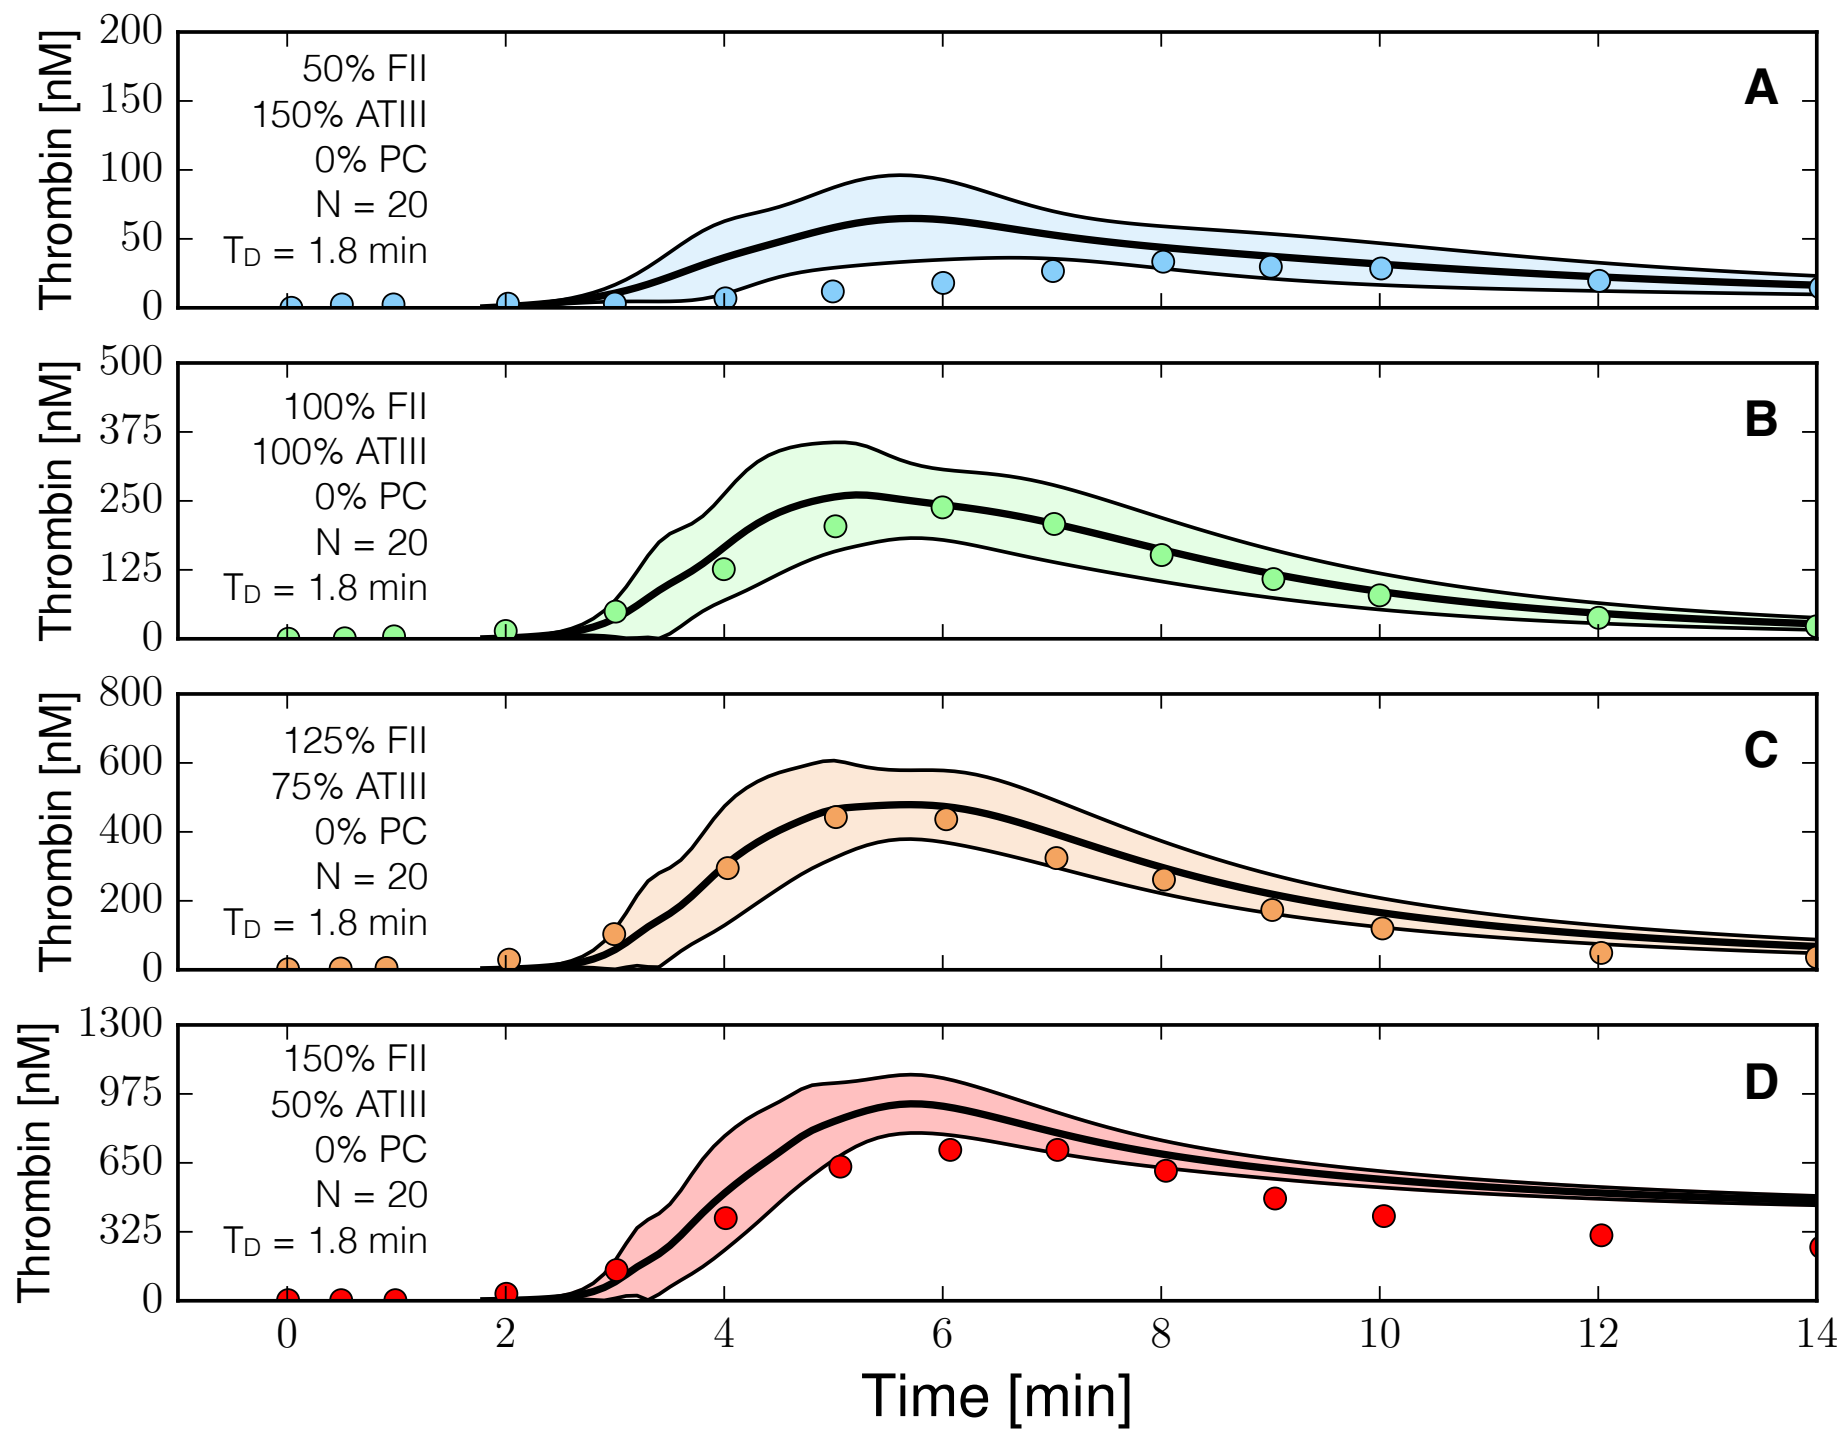 Thrombin [nM]
200
150
100
50
0
50% FII
150% ATIII
0% PC
N = 20
T_D = 1.8 min
A
Thrombin [nM]
500
375
250
125
0
100% FII
100% ATIII
0% PC
N = 20
T_D = 1.8 min
B
Thrombin [nM]
800
600
400
200
0
125% FII
75% ATIII
0% PC
N = 20
T_D = 1.8 min
C
Thrombin [nM]
1300
975
650
325
0
150% FII
50% ATIII
0% PC
N = 20
T_D = 1.8 min
D
0 2 4 6 8 10 12 14
Time [min]